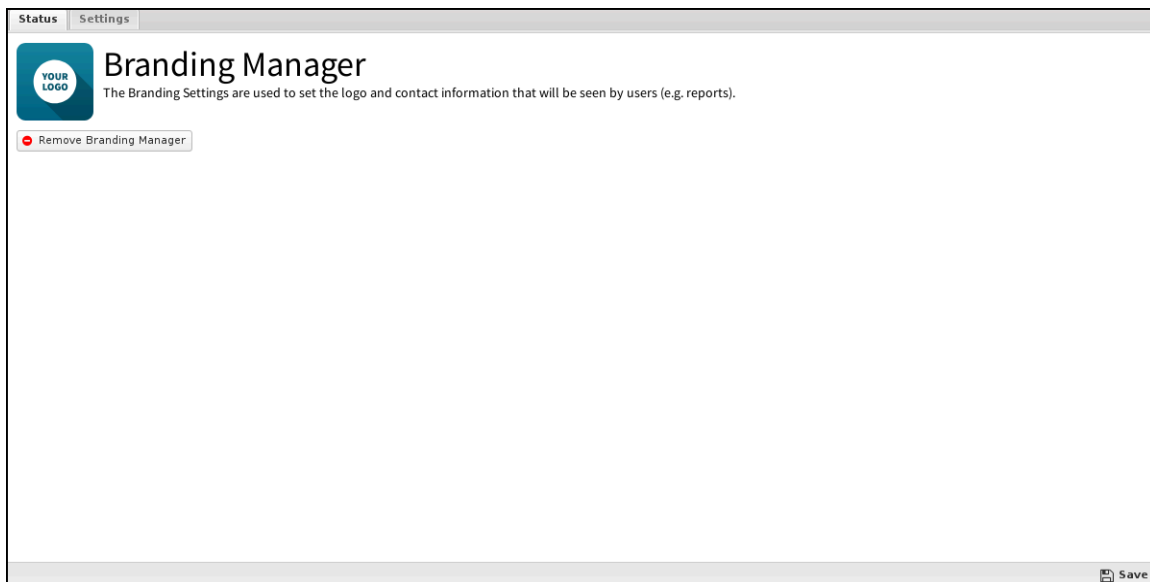 Status Settings
YOUR
LOGO
Branding Manager
The Branding Settings are used to set the logo and contact information that will be seen by users (e.g. reports).
Remove Branding Manager
Save